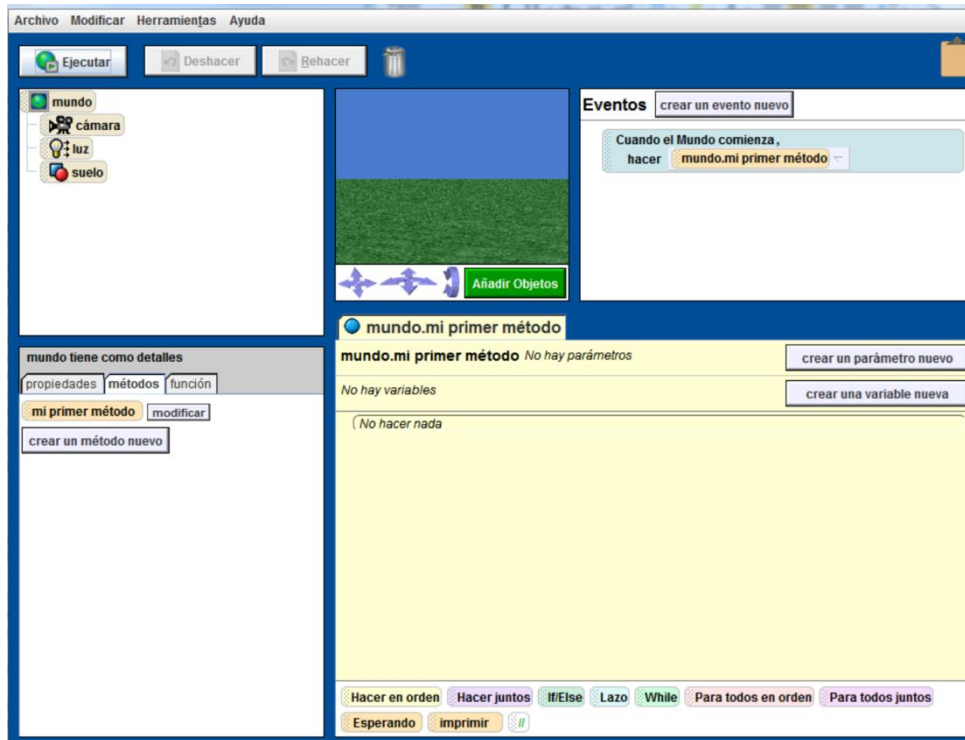 Archivo Modificar Herramientas Ayuda
Ejecutar Deshacer Rehacer
mundo
cámara
luz
suelo
Añadir Objetos
Eventos crear un evento nuevo
Cuando el Mundo comienza,
hacer mundo.mi primer método
mundo tiene como detalles
propiedades métodos función
mi primer método modificar
crear un método nuevo
mundo.mi primer método
mundo.mi primer método No hay parámetros crear un parámetro nuevo
No hay variables crear una variable nueva
(No hacer nada
Hacer en orden Hacer juntos If/Else Lazo While Para todos en orden Para todos juntos
Esperando imprimir //